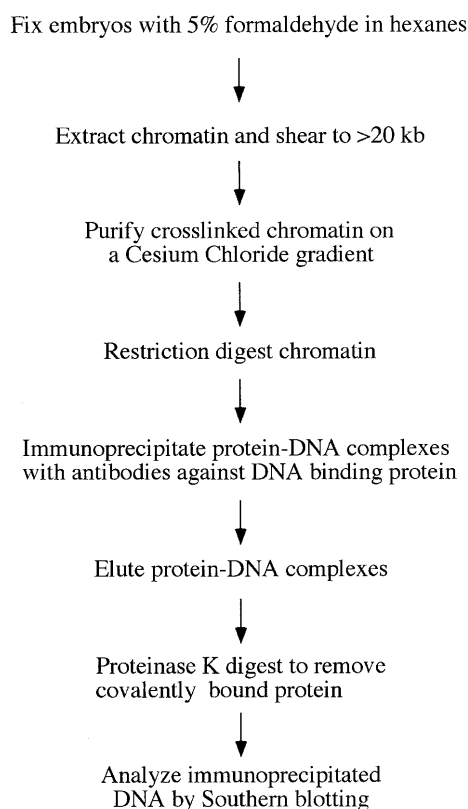 Fix embryos with 5% formaldehyde in hexanes
Extract chromatin and shear to >20 kb
Purify crosslinked chromatin on
a Cesium Chloride gradient
Restriction digest chromatin
Immunoprecipitate protein-DNA complexes
with antibodies against DNA binding protein
Elute protein-DNA complexes
Proteinase K digest to remove
covalently bound protein
Analyze immunoprecipitated
DNA by Southern blotting